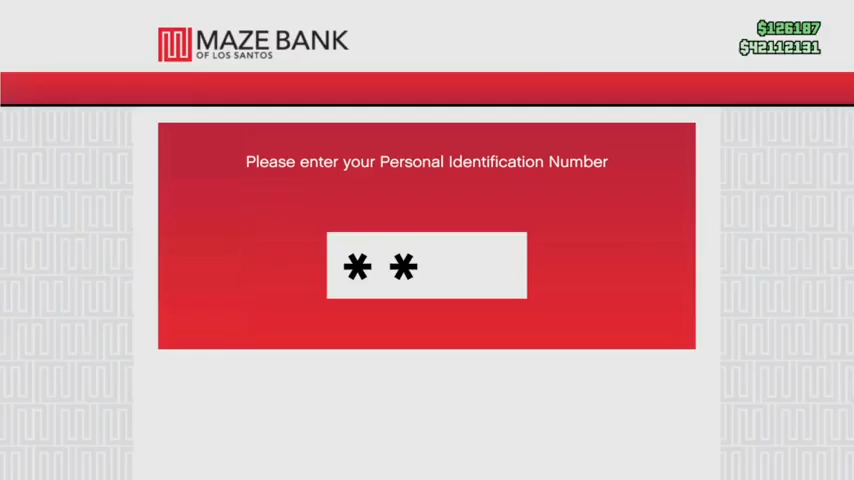 MAZE BANK
OF LOS SANTOS
$126187
$42112131
Please enter your Personal Identification Number
* *